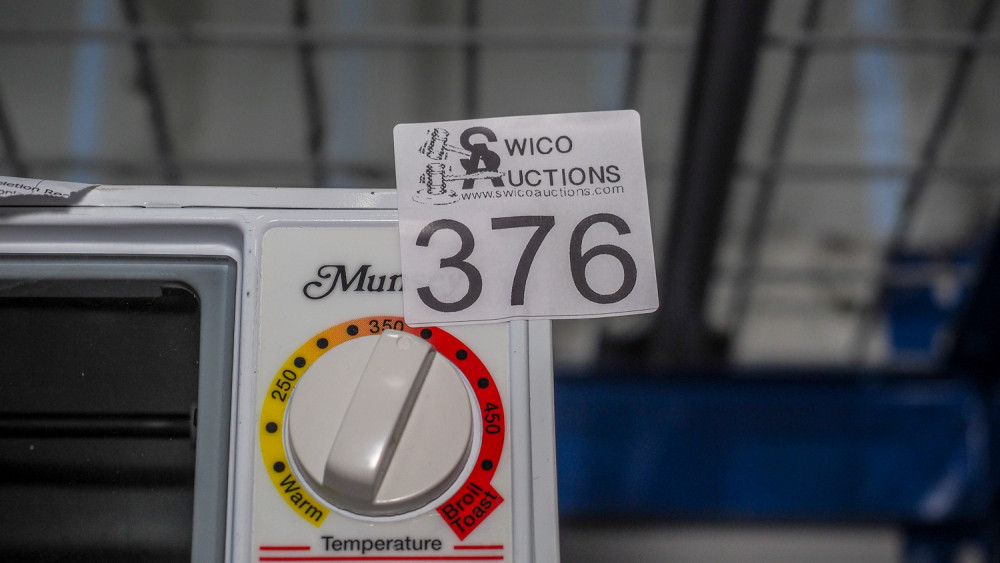 SWICO
AUCTIONS
www.swicoauctions.com
376
350
250
450
Warm
Broil
Toast
Temperature